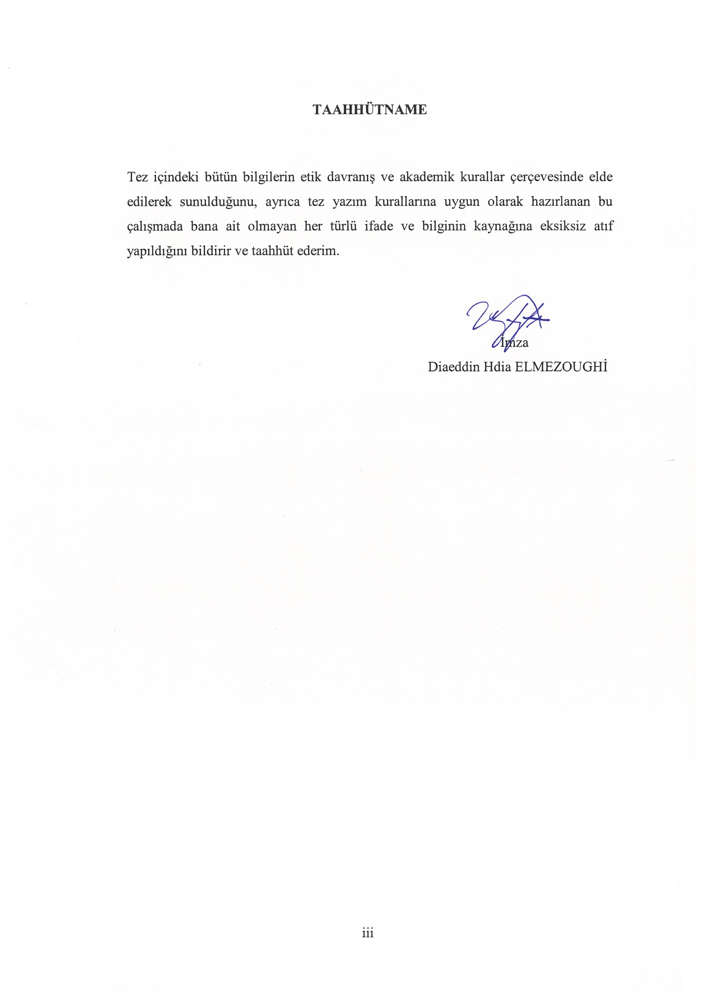 TAAHHÜTNAME
Tez içindeki bütün bilgilerin etik davranış ve akademik kurallar çerçevesinde elde
edilerek sunulduğunu, ayrıca tez yazım kurallarına uygun olarak hazırlanan bu
çalışmada bana ait olmayan her türlü ifade ve bilginin kaynağına eksiksiz atıf
yapıldığını bildirir ve taahhüt ederim.
İmza
Diaeddin Hdia ELMEZOUGHİ
iii